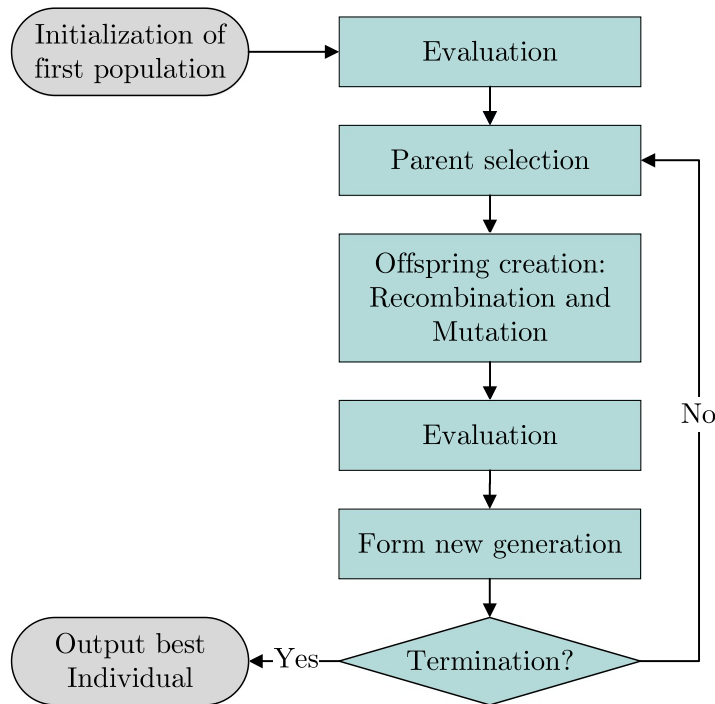 Initialization of
first population
Evaluation
Parent selection
Offspring creation:
Recombination and
Mutation
Evaluation
No
Form new generation
Termination?
Yes
Output best
Individual